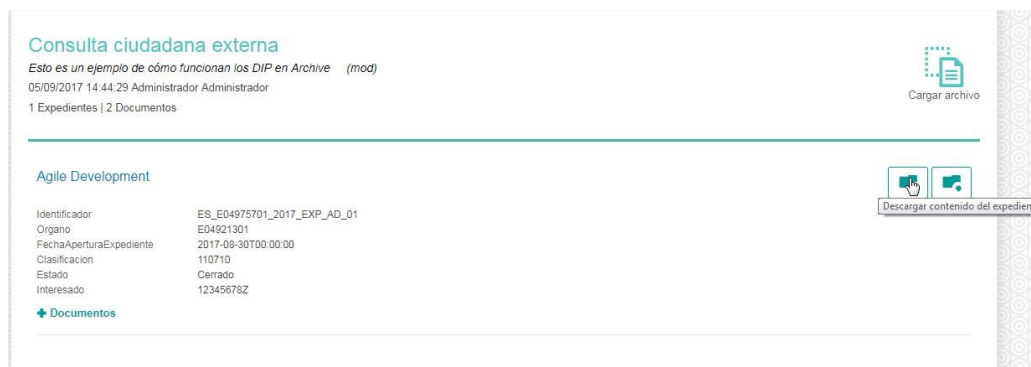 Consulta ciudadana externa
Esto es un ejemplo de cómo funcionan los DIP en Archive (mod)
05/09/2017 14:44:29 Administrador Administrador
1 Expedientes | 2 Documentos
Cargar archivo
Agile Development
Descargar contenido del expedien
Identificador ES_E04975701_2017_EXP_AD_01
Organo E04921301
FechaAperturaExpediente 2017-08-30T00:00:00
Clasificacion 110710
Estado Cerrado
Interesado 12345678Z
+ Documentos